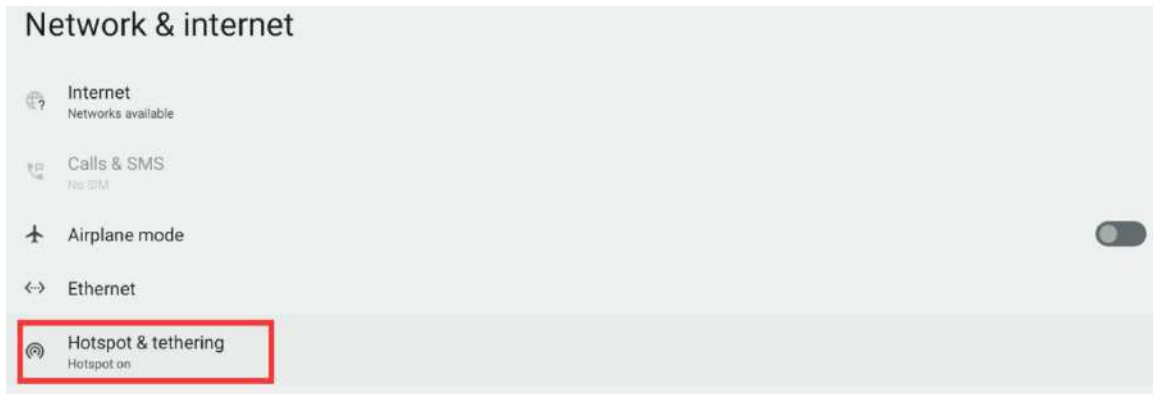 Network & internet
Internet
Networks available
Calls & SMS
No SIM
Airplane mode
Ethernet
Hotspot & tethering
Hotspot on